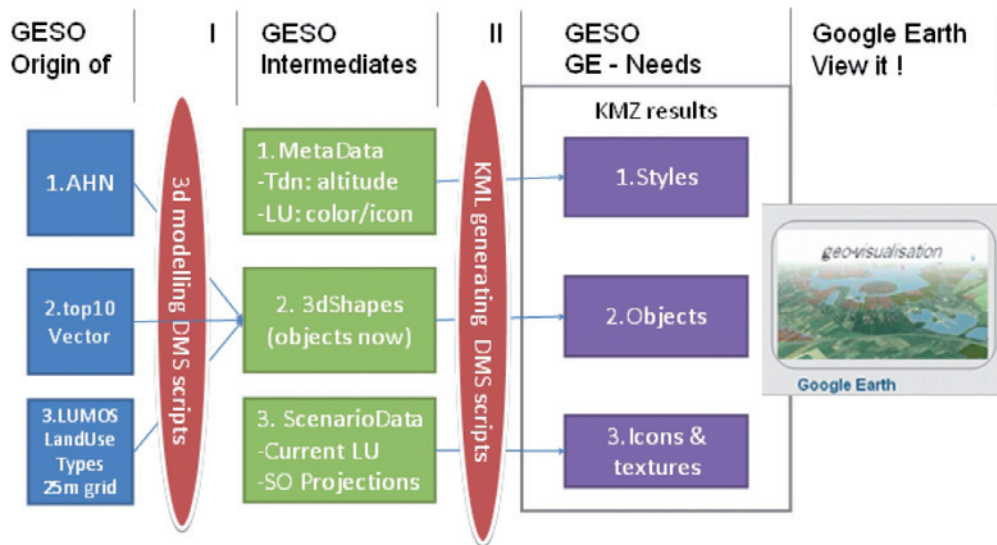 GESO
Origin of
I
GESO
Intermediates
II
GESO
GE - Needs
Google Earth
View it !
1.AHN
2.top10
Vector
3.LUMOS
LandUse
Types
25m grid
3d modelling DMS scripts
1.MetaData
-Tdn: altitude
-LU: color/icon
2. 3dShapes
(objects now)
3. ScenarioData
-Current LU
-SO Projections
KML generating DMS scripts
KMZ results
1.Styles
2.Objects
3.Icons &
textures
geo-visualisation
Google Earth